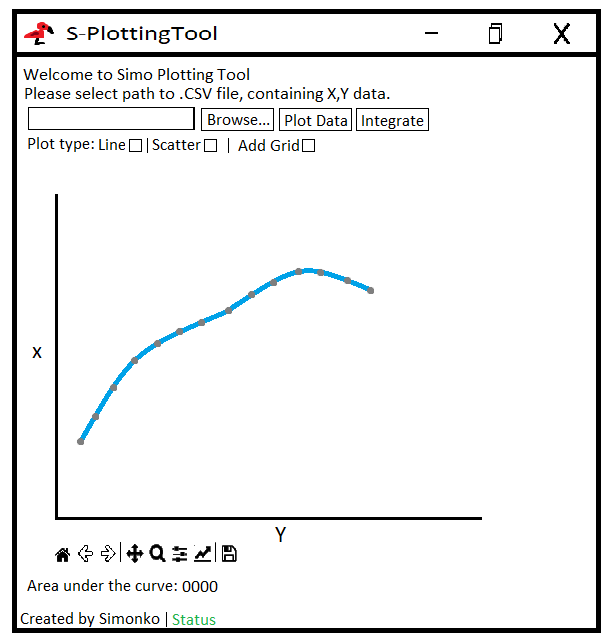 S-PlottingTool
Welcome to Simo Plotting Tool
Please select path to .CSV file, containing X,Y data.
Browse... Plot Data Integrate
Plot type: Line | Scatter | Add Grid
X
Y
Area under the curve: 0000
Created by Simonko | Status